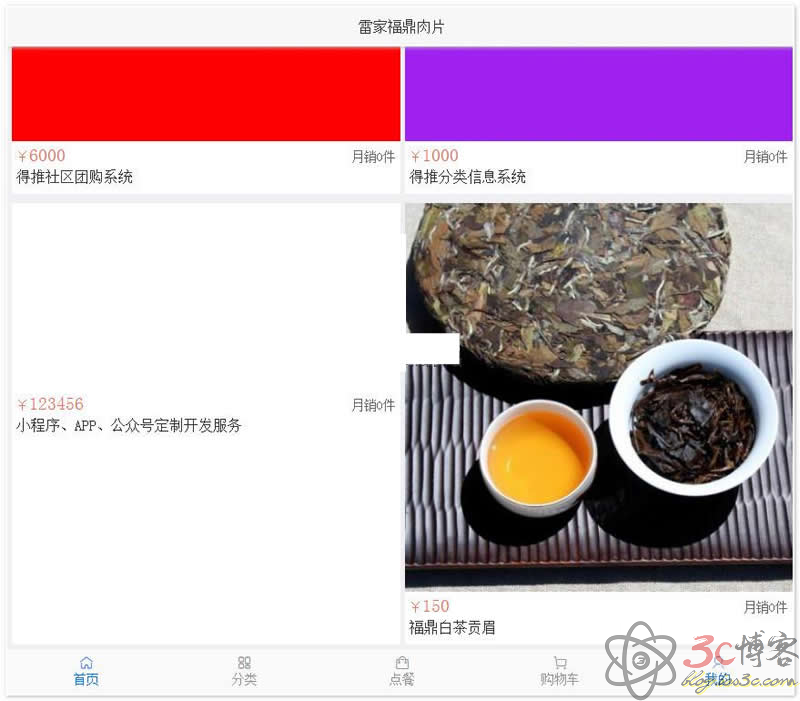 雷家福鼎肉片
￥6000 月销0件
得推社区团购系统
￥1000 月销0件
得推分类信息系统
￥123456 月销0件
小程序、APP、公众号定制开发服务
￥150 月销0件
福鼎白茶贡眉
首页 分类 点餐 购物车 我的
3c博客
blog.os3c.com